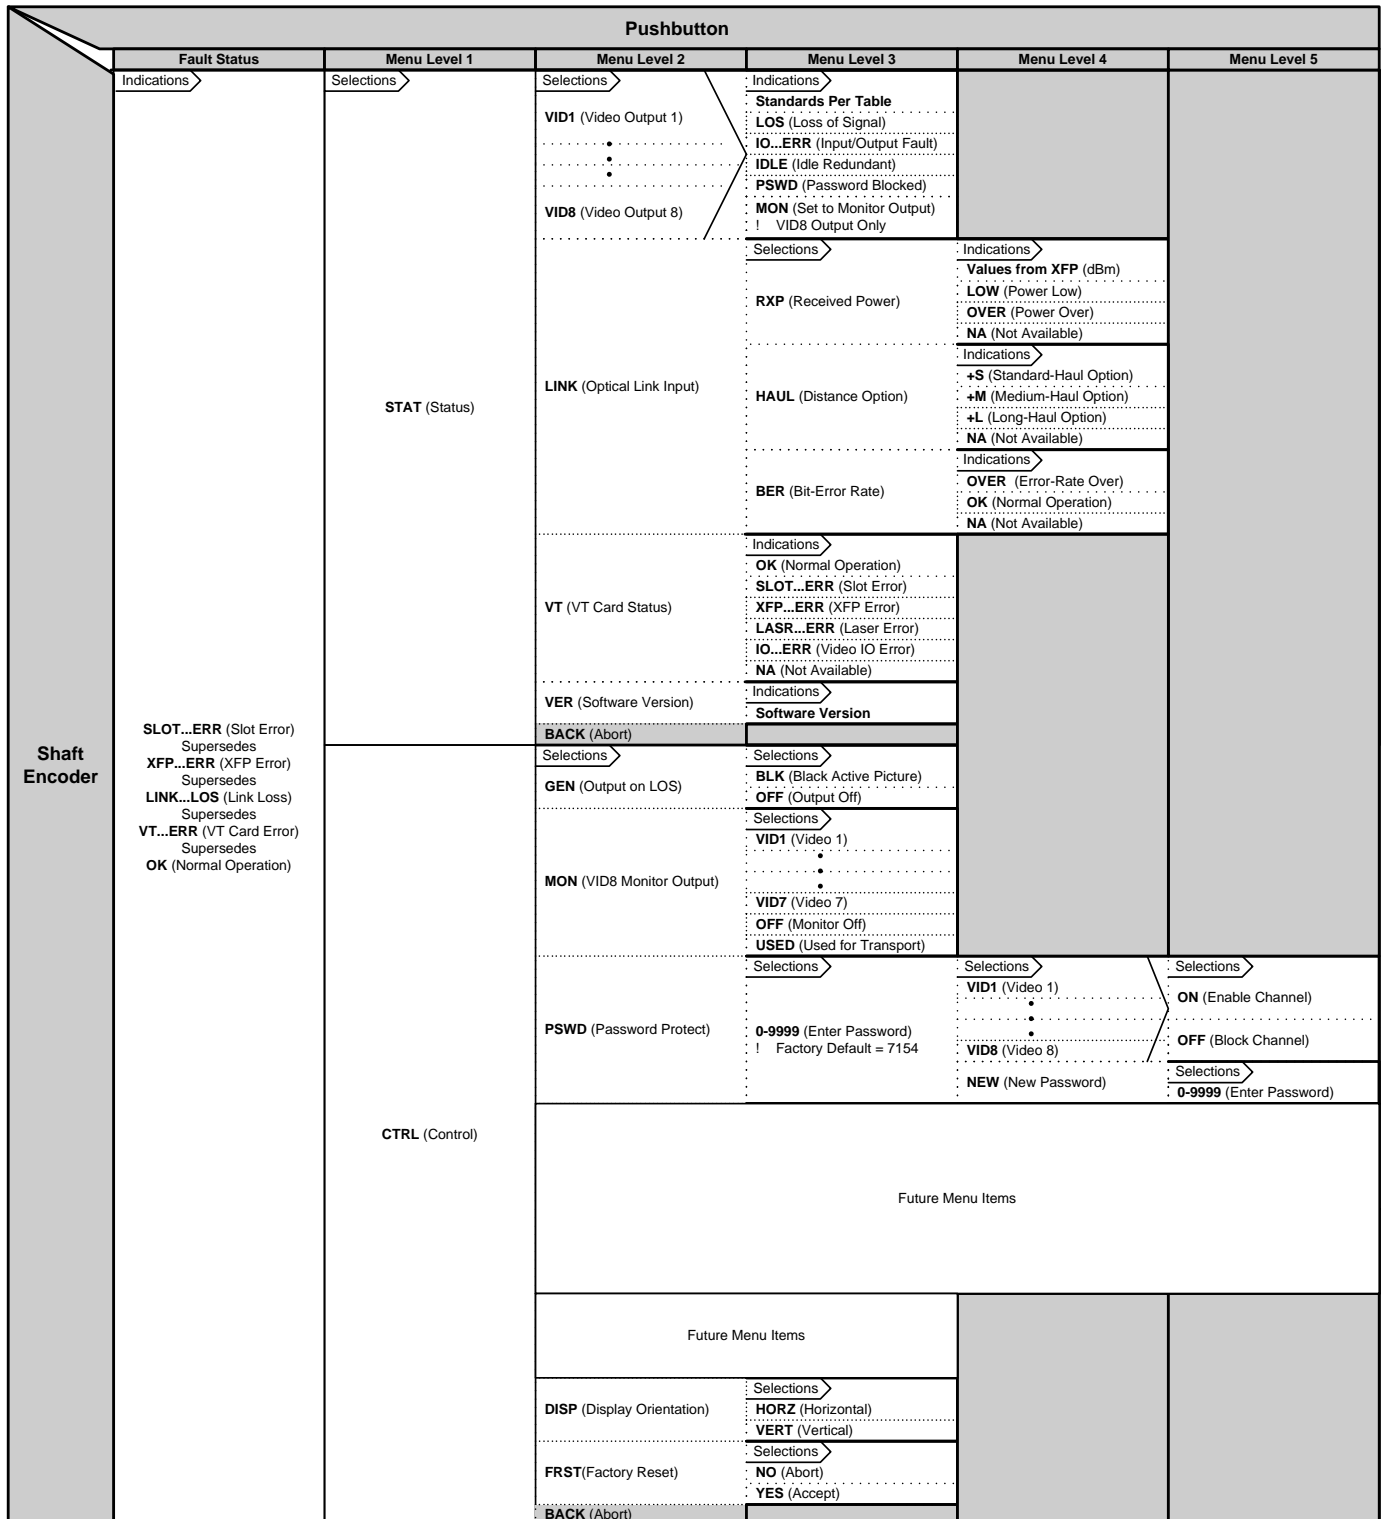 Pushbutton
Fault Status
Menu Level 1
Menu Level 2
Menu Level 3
Menu Level 4
Menu Level 5
Shaft
Encoder
Indications
SLOT...ERR (Slot Error)
Supersedes
XFP...ERR (XFP Error)
Supersedes
LINK...LOS (Link Loss)
Supersedes
VT...ERR (VT Card Error)
Supersedes
OK (Normal Operation)
Selections
STAT (Status)
Selections
VID1 (Video Output 1)
VID8 (Video Output 8)
Indications
Standards Per Table
LOS (Loss of Signal)
IO...ERR (Input/Output Fault)
IDLE (Idle Redundant)
PSWD (Password Blocked)
MON (Set to Monitor Output)
! VID8 Output Only
LINK (Optical Link Input)
Selections
RXP (Received Power)
Indications
Values from XFP (dBm)
LOW (Power Low)
OVER (Power Over)
NA (Not Available)
HAUL (Distance Option)
Indications
+S (Standard-Haul Option)
+M (Medium-Haul Option)
+L (Long-Haul Option)
NA (Not Available)
BER (Bit-Error Rate)
Indications
OVER (Error-Rate Over)
OK (Normal Operation)
NA (Not Available)
VT (VT Card Status)
Indications
OK (Normal Operation)
SLOT...ERR (Slot Error)
XFP...ERR (XFP Error)
LASR...ERR (Laser Error)
IO...ERR (Video IO Error)
NA (Not Available)
VER (Software Version)
Indications
Software Version
BACK (Abort)
CTRL (Control)
Selections
GEN (Output on LOS)
Selections
BLK (Black Active Picture)
OFF (Output Off)
MON (VID8 Monitor Output)
Selections
VID1 (Video 1)
VID7 (Video 7)
OFF (Monitor Off)
USED (Used for Transport)
PSWD (Password Protect)
Selections
0-9999 (Enter Password)
! Factory Default = 7154
Selections
VID1 (Video 1)
VID8 (Video 8)
NEW (New Password)
Selections
ON (Enable Channel)
OFF (Block Channel)
Selections
0-9999 (Enter Password)
Future Menu Items
Future Menu Items
DISP (Display Orientation)
Selections
HORZ (Horizontal)
VERT (Vertical)
FRST(Factory Reset)
Selections
NO (Abort)
YES (Accept)
BACK (Abort)